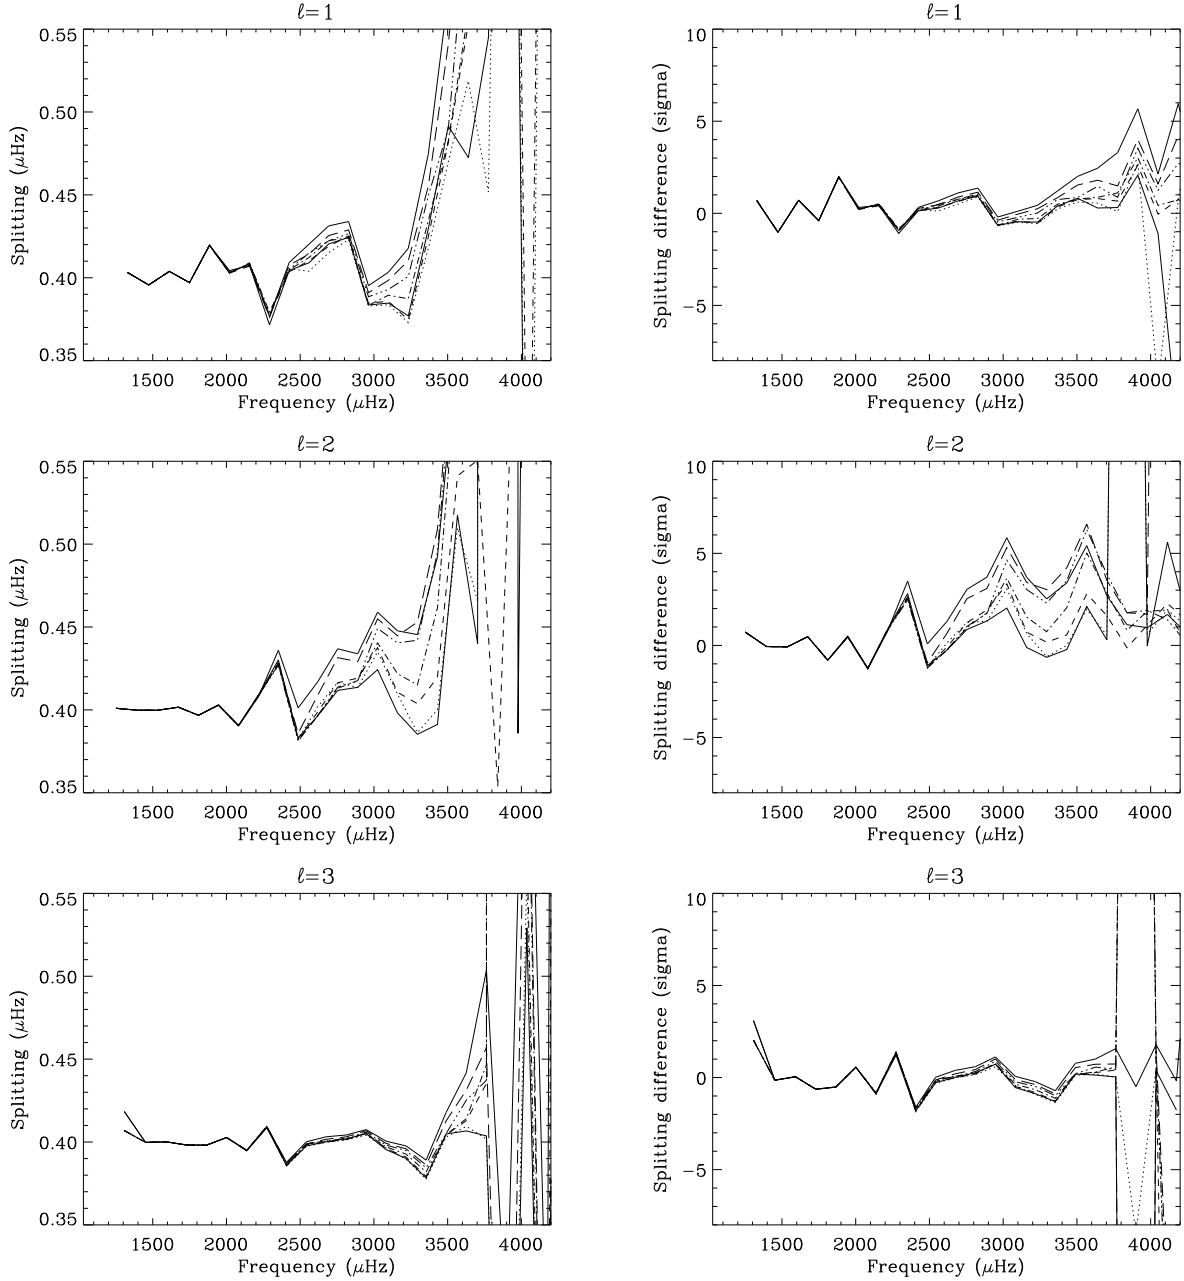 ℓ=1
0.55
0.50
0.45
0.40
0.35
Splitting (μHz)
1500 2000 2500 3000 3500 4000
Frequency (μHz)
ℓ=1
10
5
0
−5
Splitting difference (sigma)
1500 2000 2500 3000 3500 4000
Frequency (μHz)
ℓ=2
0.55
0.50
0.45
0.40
0.35
Splitting (μHz)
1500 2000 2500 3000 3500 4000
Frequency (μHz)
ℓ=2
10
5
0
−5
Splitting difference (sigma)
1500 2000 2500 3000 3500 4000
Frequency (μHz)
ℓ=3
0.55
0.50
0.45
0.40
0.35
Splitting (μHz)
1500 2000 2500 3000 3500 4000
Frequency (μHz)
ℓ=3
10
5
0
−5
Splitting difference (sigma)
1500 2000 2500 3000 3500 4000
Frequency (μHz)